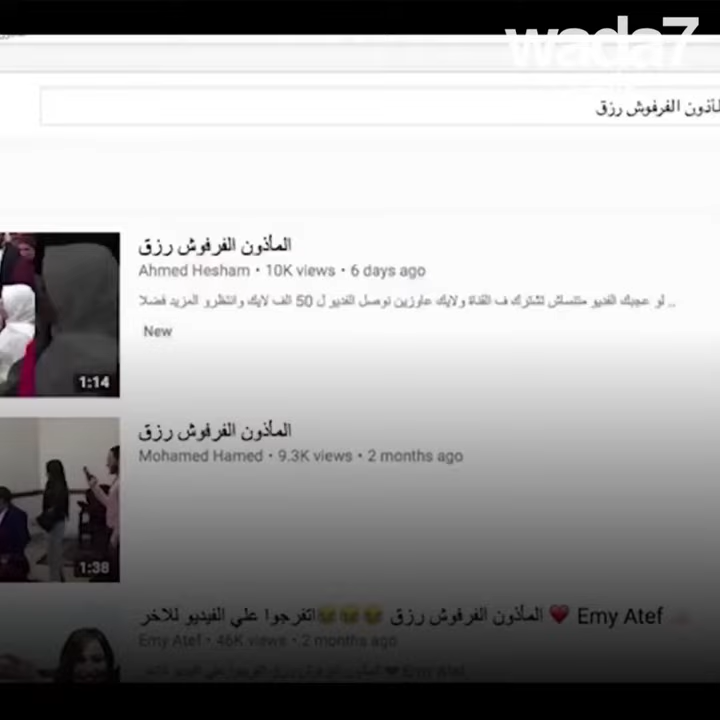 wada7
المأذون الفرفوش رزق
المأذون الفرفوش رزق
Ahmed Hesham • 10K views • 6 days ago
لو عجبك الفديو متنساش تشترك ف القناة ولايك عاوزين نوصل الفديو ل 50 الف لايك وانتظرو المزيد فضلا ..
New
1:14
المأذون الفرفوش رزق
Mohamed Hamed • 9.3K views • 2 months ago
1:38
المأذون الفرفوش رزق 😂😂😂اتفرجوا علي الفيديو للاخر ❤ Emy Atef
Emy Atef • 46K views • 2 months ago